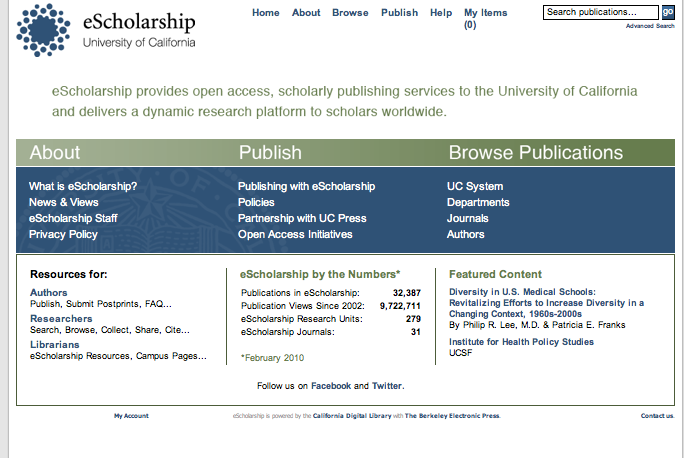 eScholarship
University of California
Home About Browse Publish Help My Items
(0)
Search publications... go
Advanced Search
eScholarship provides open access, scholarly publishing services to the University of California
and delivers a dynamic research platform to scholars worldwide.
About Publish Browse Publications
What is eScholarship?
News & Views
eScholarship Staff
Privacy Policy
Publishing with eScholarship
Policies
Partnership with UC Press
Open Access Initiatives
UC System
Departments
Journals
Authors
Resources for:
Authors
Publish, Submit Postprints, FAQ...
Researchers
Search, Browse, Collect, Share, Cite...
Librarians
eScholarship Resources, Campus Pages...
eScholarship by the Numbers*
Publications in eScholarship: 32,387
Publication Views Since 2002: 9,722,711
eScholarship Research Units: 279
eScholarship Journals: 31
*February 2010
Featured Content
Diversity in U.S. Medical Schools:
Revitalizing Efforts to Increase Diversity in a
Changing Context, 1960s-2000s
By Philip R. Lee, M.D. & Patricia E. Franks
Institute for Health Policy Studies
UCSF
Follow us on Facebook and Twitter.
My Account eScholarship is powered by the California Digital Library with The Berkeley Electronic Press. Contact us.